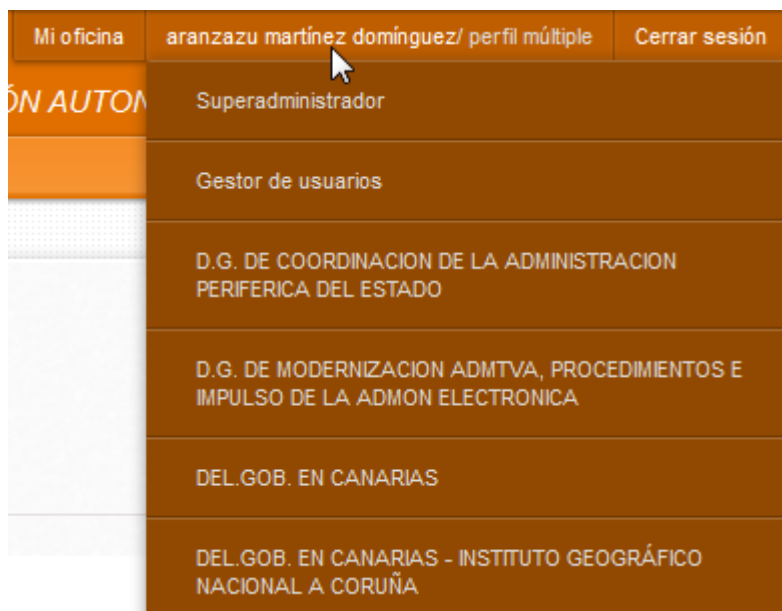 Mi oficina
aranzazu martínez domínguez/ perfil múltiple
Cerrar sesión
ÓN AUTON
Superadministrador
Gestor de usuarios
D.G. DE COORDINACION DE LA ADMINISTRACION
PERIFERICA DEL ESTADO
D.G. DE MODERNIZACION ADMTVA, PROCEDIMIENTOS E
IMPULSO DE LA ADMON ELECTRONICA
DEL.GOB. EN CANARIAS
DEL.GOB. EN CANARIAS - INSTITUTO GEOGRÁFICO
NACIONAL A CORUÑA